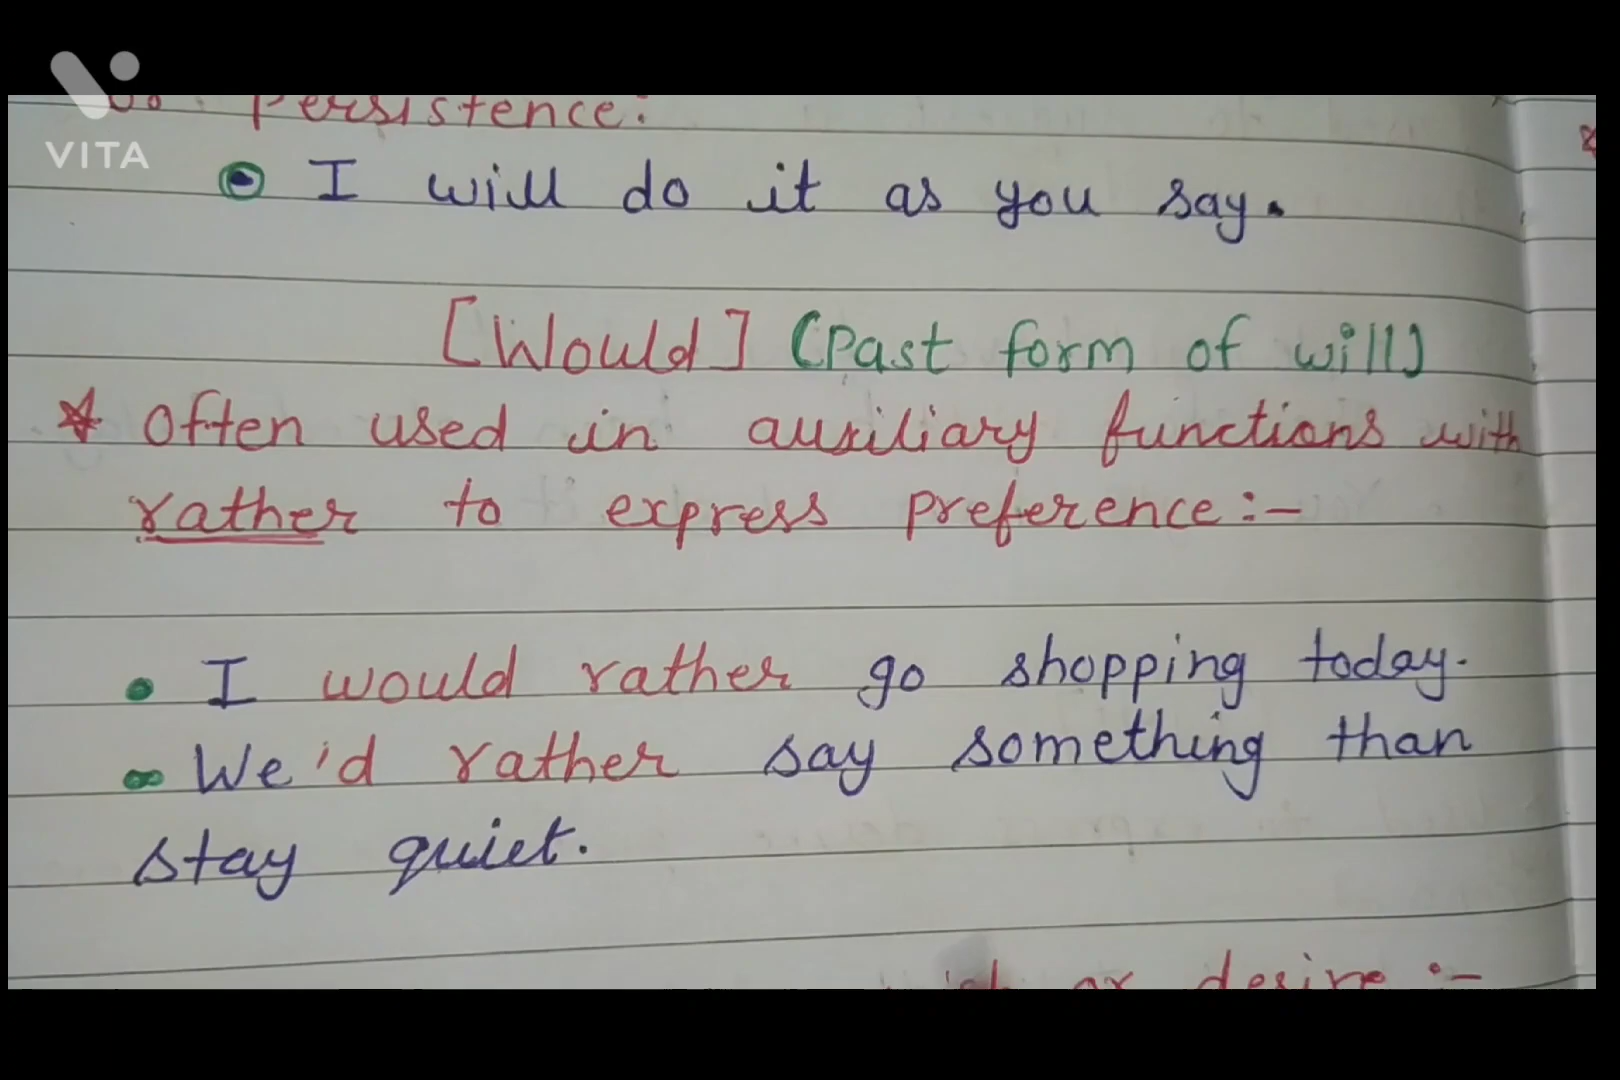 VITA
Persistence:
I will do it as you say.
[Would] (Past form of will)
* Often used in auxiliary functions with
rather to express preference:-
• I would rather go shopping today.
• We'd rather say something than
stay quiet.
or desire :-